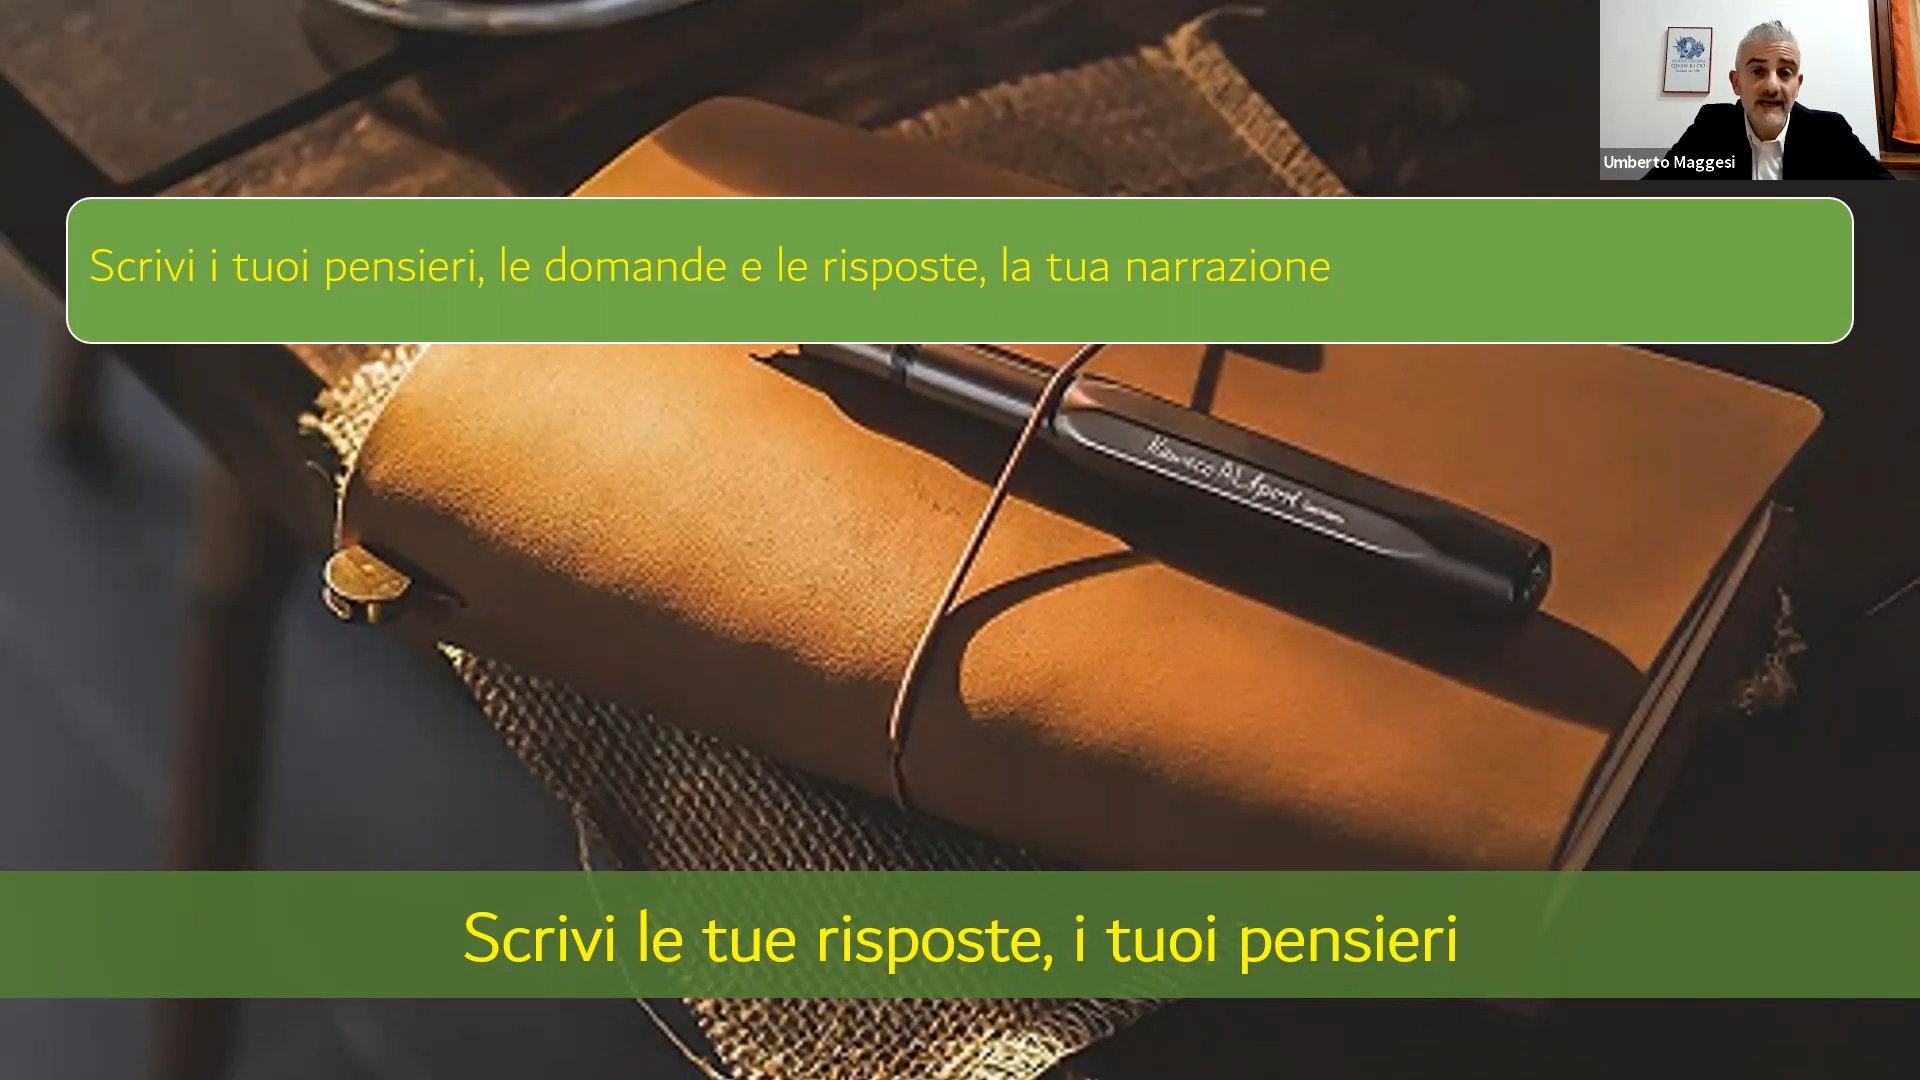 Umberto Maggesi
Scrivi i tuoi pensieri, le domande e le risposte, la tua narrazione
Scrivi le tue risposte, i tuoi pensieri